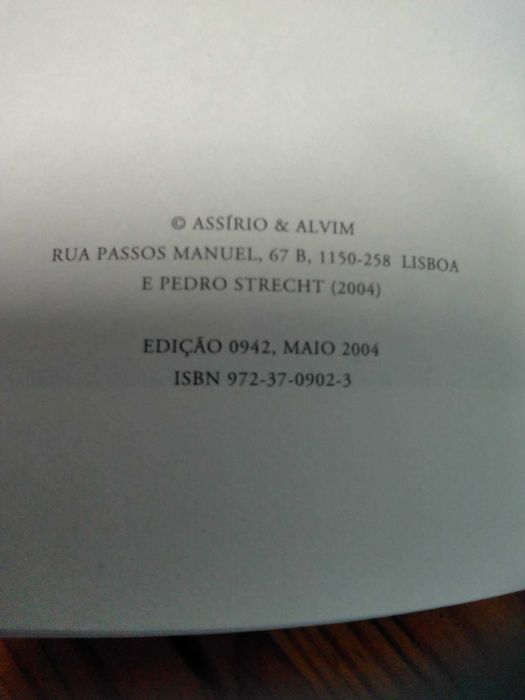 © ASSÍRIO & ALVIM
RUA PASSOS MANUEL, 67 B, 1150-258 LISBOA
E PEDRO STRECHT (2004)
EDIÇÃO 0942, MAIO 2004
ISBN 972-37-0902-3